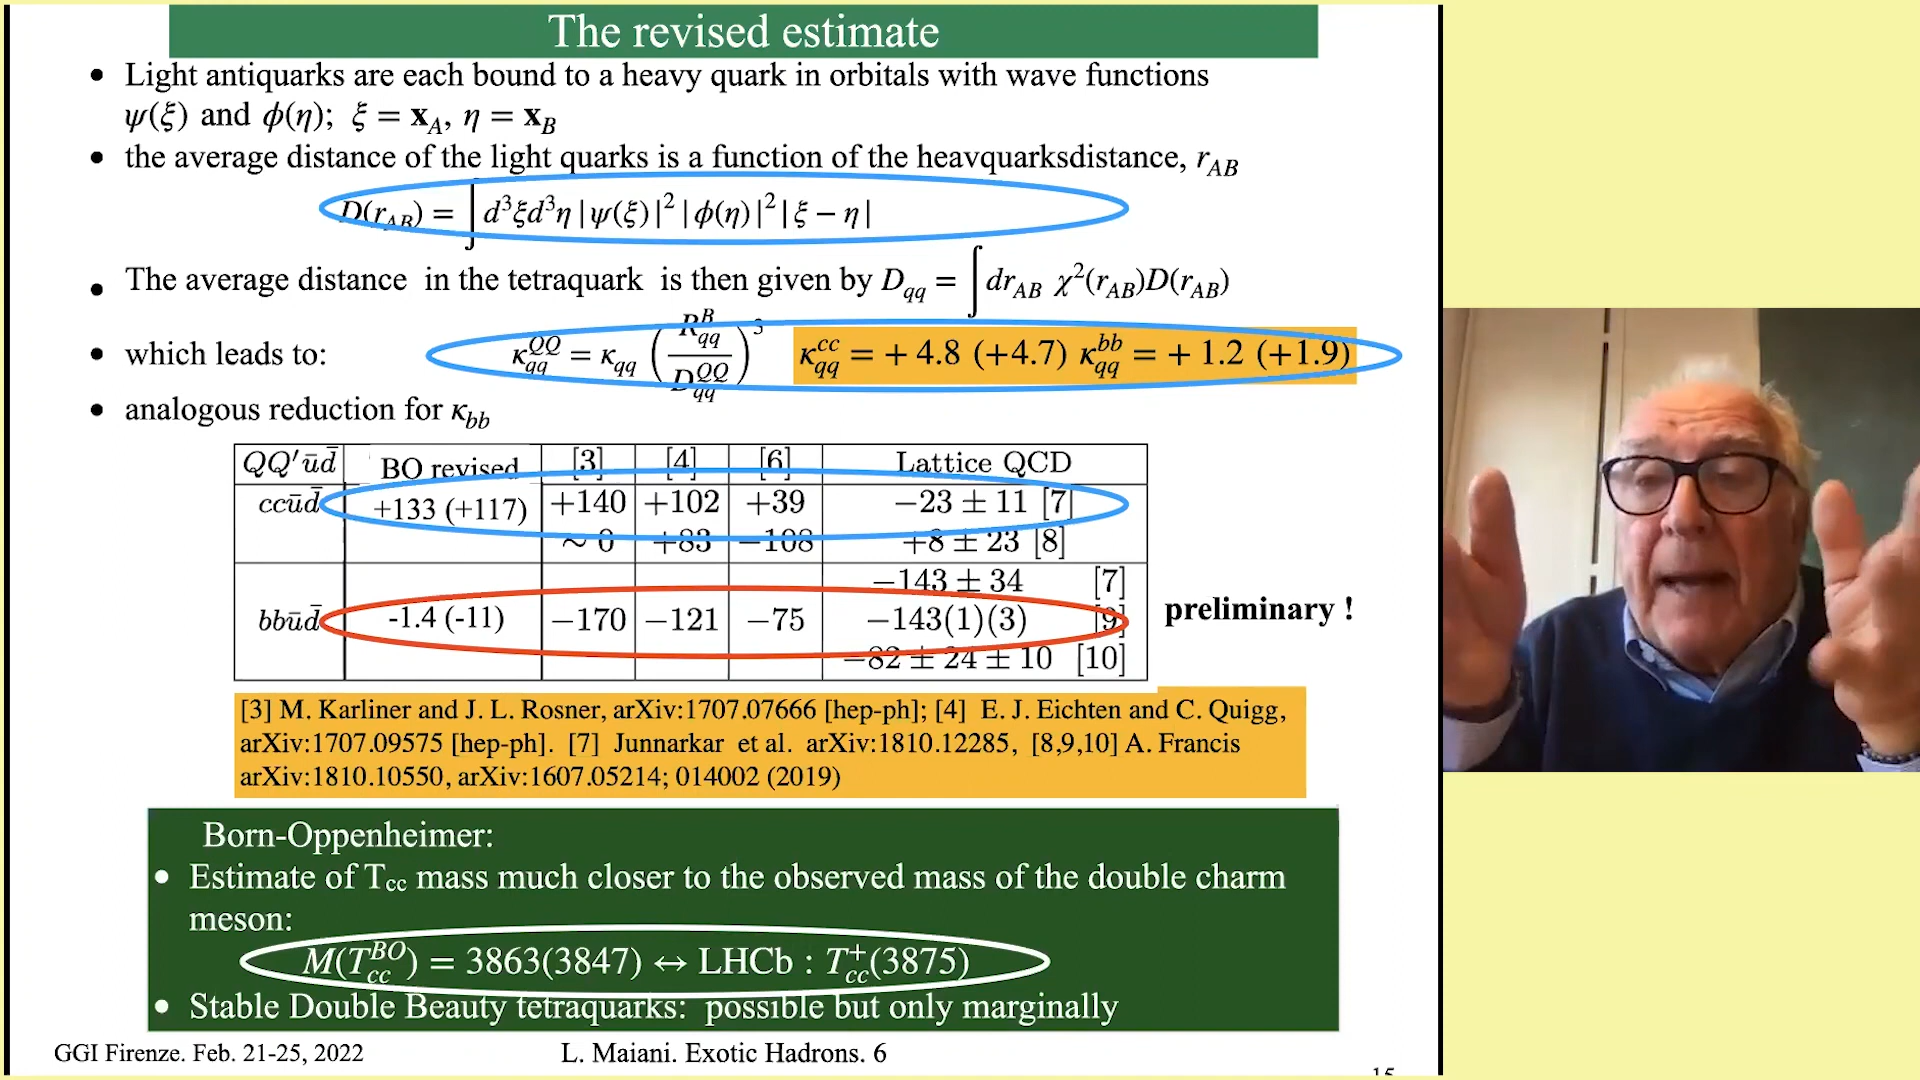 The revised estimate
• Light antiquarks are each bound to a heavy quark in orbitals with wave functions
ψ(ξ) and ϕ(η); ξ = x_A, η = x_B
• the average distance of the light quarks is a function of the heavquarksdistance, r_AB
D(r_AB) = ∫ d³ξd³η |ψ(ξ)|² |ϕ(η)|² |ξ − η|
• The average distance in the tetraquark is then given by D_qq = ∫ dr_AB χ²(r_AB)D(r_AB)
• which leads to: κ_qq^QQ = κ_qq (R_qq^B / D_qq^QQ)³ κ_qq^cc = + 4.8 (+4.7) κ_qq^bb = + 1.2 (+1.9)
• analogous reduction for κ_bb
QQ′ūd̄ BO revised [3] [4] [6] Lattice QCD
ccūd̄ +133 (+117) +140 +102 +39 −23 ± 11 [7]
∼ 0 +83 −108 +8 ± 23 [8]
−143 ± 34 [7]
bbūd̄ -1.4 (-11) −170 −121 −75 −143(1)(3) [9]
−82 ± 24 ± 10 [10]
preliminary !
[3] M. Karliner and J. L. Rosner, arXiv:1707.07666 [hep-ph]; [4] E. J. Eichten and C. Quigg,
arXiv:1707.09575 [hep-ph]. [7] Junnarkar et al. arXiv:1810.12285, [8,9,10] A. Francis
arXiv:1810.10550, arXiv:1607.05214; 014002 (2019)
Born-Oppenheimer:
• Estimate of Tcc mass much closer to the observed mass of the double charm
meson:
M(T_cc^BO) = 3863(3847) ↔ LHCb : T_cc^+(3875)
• Stable Double Beauty tetraquarks: possible but only marginally
GGI Firenze. Feb. 21-25, 2022 L. Maiani. Exotic Hadrons. 6 15